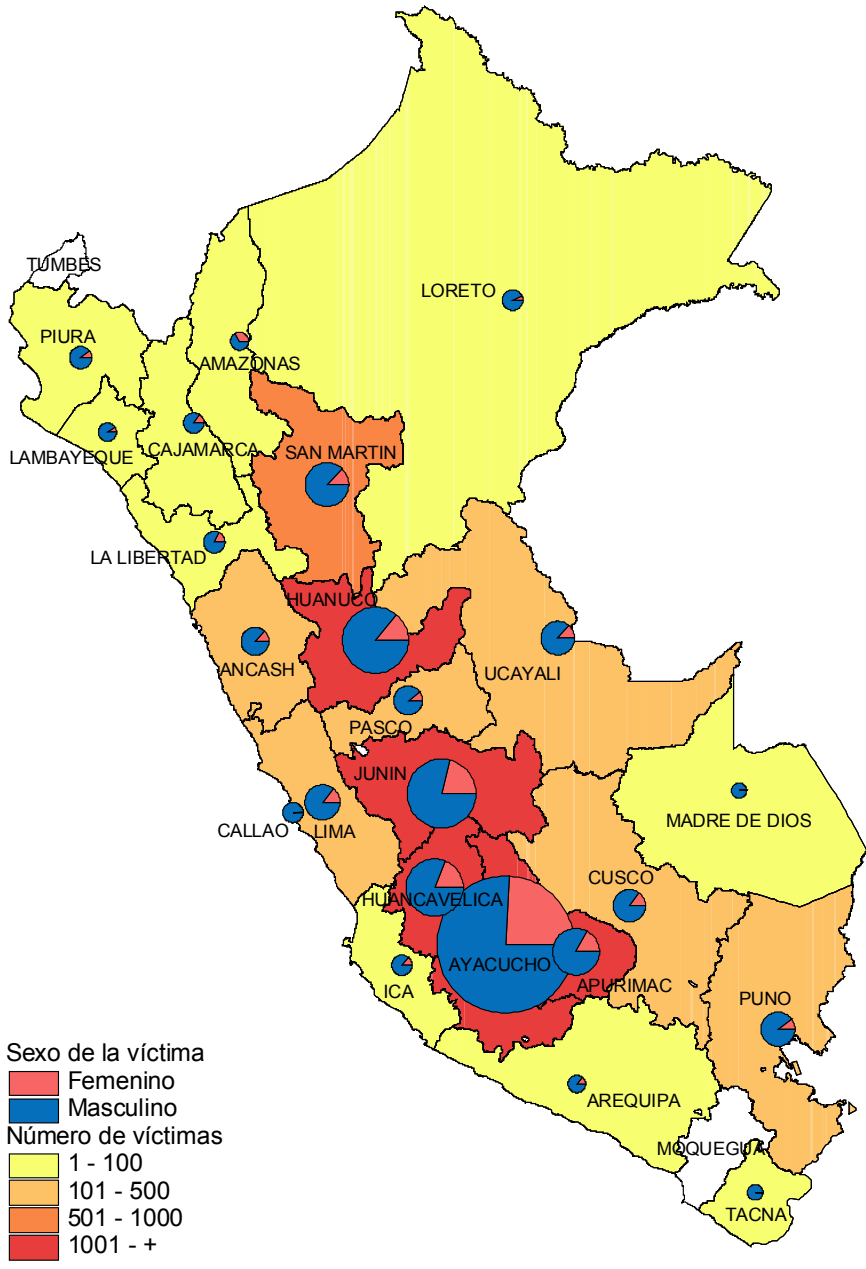 TUMBES
LORETO
PIURA
AMAZONAS
LAMBAYEQUE
CAJAMARCA
SAN MARTIN
LA LIBERTAD
HUANUCO
ANCASH
UCAYALI
PASCO
JUNIN
MADRE DE DIOS
CALLAO
LIMA
CUSCO
HUANCAVELICA
AYACUCHO
ICA
APURIMAC
PUNO
AREQUIPA
MOQUEGUA
TACNA
Sexo de la víctima
Femenino
Masculino
Número de víctimas
1 - 100
101 - 500
501 - 1000
1001 - +